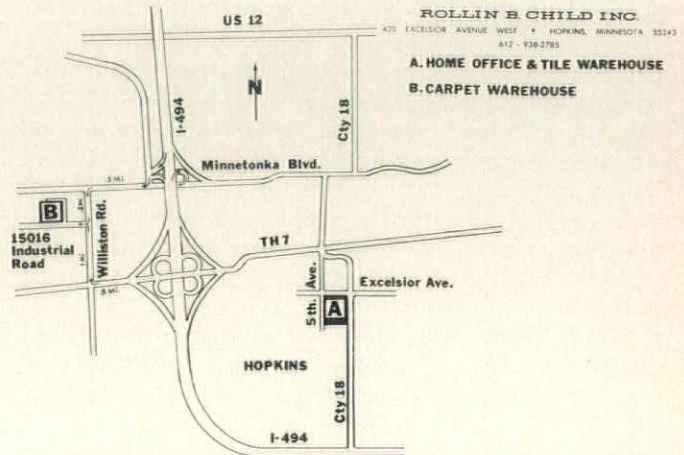 ROLLIN B. CHILD INC.
420 EXCELSIOR AVENUE WEST • HOPKINS, MINNESOTA 55343
612 - 938-2785
A. HOME OFFICE & TILE WAREHOUSE
B. CARPET WAREHOUSE
US 12
N
I-494
Cty 18
Minnetonka Blvd.
.5 Mi.
B
15016
Industrial
Road
Williston Rd.
TH 7
.8 Mi.
5th. Ave.
Excelsior Ave.
A
HOPKINS
Cty 18
I-494